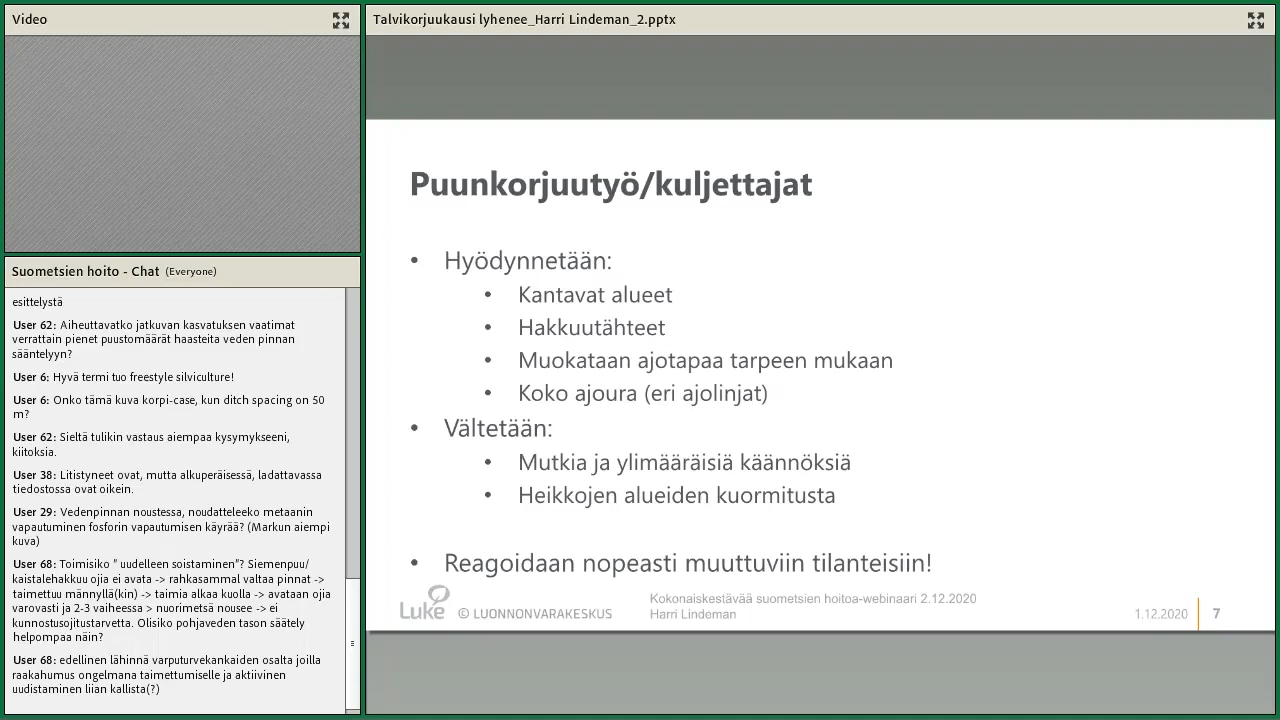 Video
Suometsien hoito - Chat (Everyone)
esittelystä
User 62: Aiheuttavatko jatkuvan kasvatuksen vaatimat
verrattain pienet puustomäärät haasteita veden pinnan
sääntelyyn?
User 6: Hyvä termi tuo freestyle silviculture!
User 6: Onko tämä kuva korpi-case, kun ditch spacing on 50
m?
User 62: Sieltä tulikin vastaus aiempaa kysymykseeni,
kiitoksia.
User 38: Litistyneet ovat, mutta alkuperäisessä, ladattavassa
tiedostossa ovat oikein.
User 29: Vedenpinnan noustessa, noudatteleeko metaanin
vapautuminen fosforin vapautumisen käyrää? (Markun aiempi
kuva)
User 68: Toimisiko " uudelleen soistaminen"? Siemenpuu/
kaistalehakkuu ojia ei avata -> rahkasammal valtaa pinnat ->
taimettuu männyllä(kin) -> taimia alkaa kuolla -> avataan ojia
varovasti ja 2-3 vaiheessa > nuorimetsä nousee -> ei
kunnostusojitustarvetta. Olisiko pohjaveden tason säätely
helpompaa näin?
User 68: edellinen lähinnä varputurvekankaiden osalta joilla
raakahumus ongelmana taimettumiselle ja aktiivinen
uudistaminen liian kallista(?)
Talvikorjuukausi lyhenee_Harri Lindeman_2.pptx
Puunkorjuutyö/kuljettajat
• Hyödynnetään:
• Kantavat alueet
• Hakkuutähteet
• Muokataan ajotapaa tarpeen mukaan
• Koko ajoura (eri ajolinjat)
• Vältetään:
• Mutkia ja ylimääräisiä käännöksiä
• Heikkojen alueiden kuormitusta
• Reagoidaan nopeasti muuttuviin tilanteisiin!
Luke © LUONNONVARAKESKUS
Kokonaiskestävää suometsien hoitoa-webinaari 2.12.2020
Harri Lindeman
1.12.2020 7